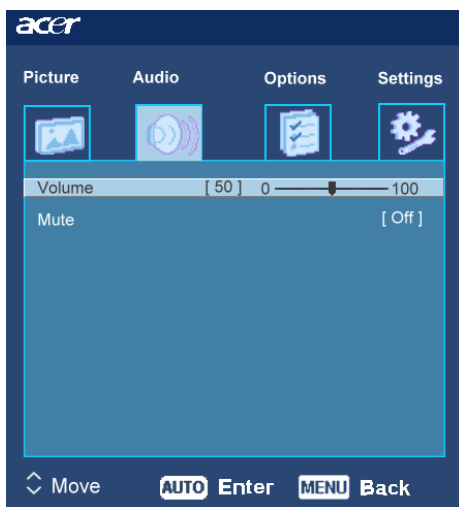 acer
Picture Audio Options Settings
Volume [ 50 ] 0 100
Mute [ Off ]
Move AUTO Enter MENU Back